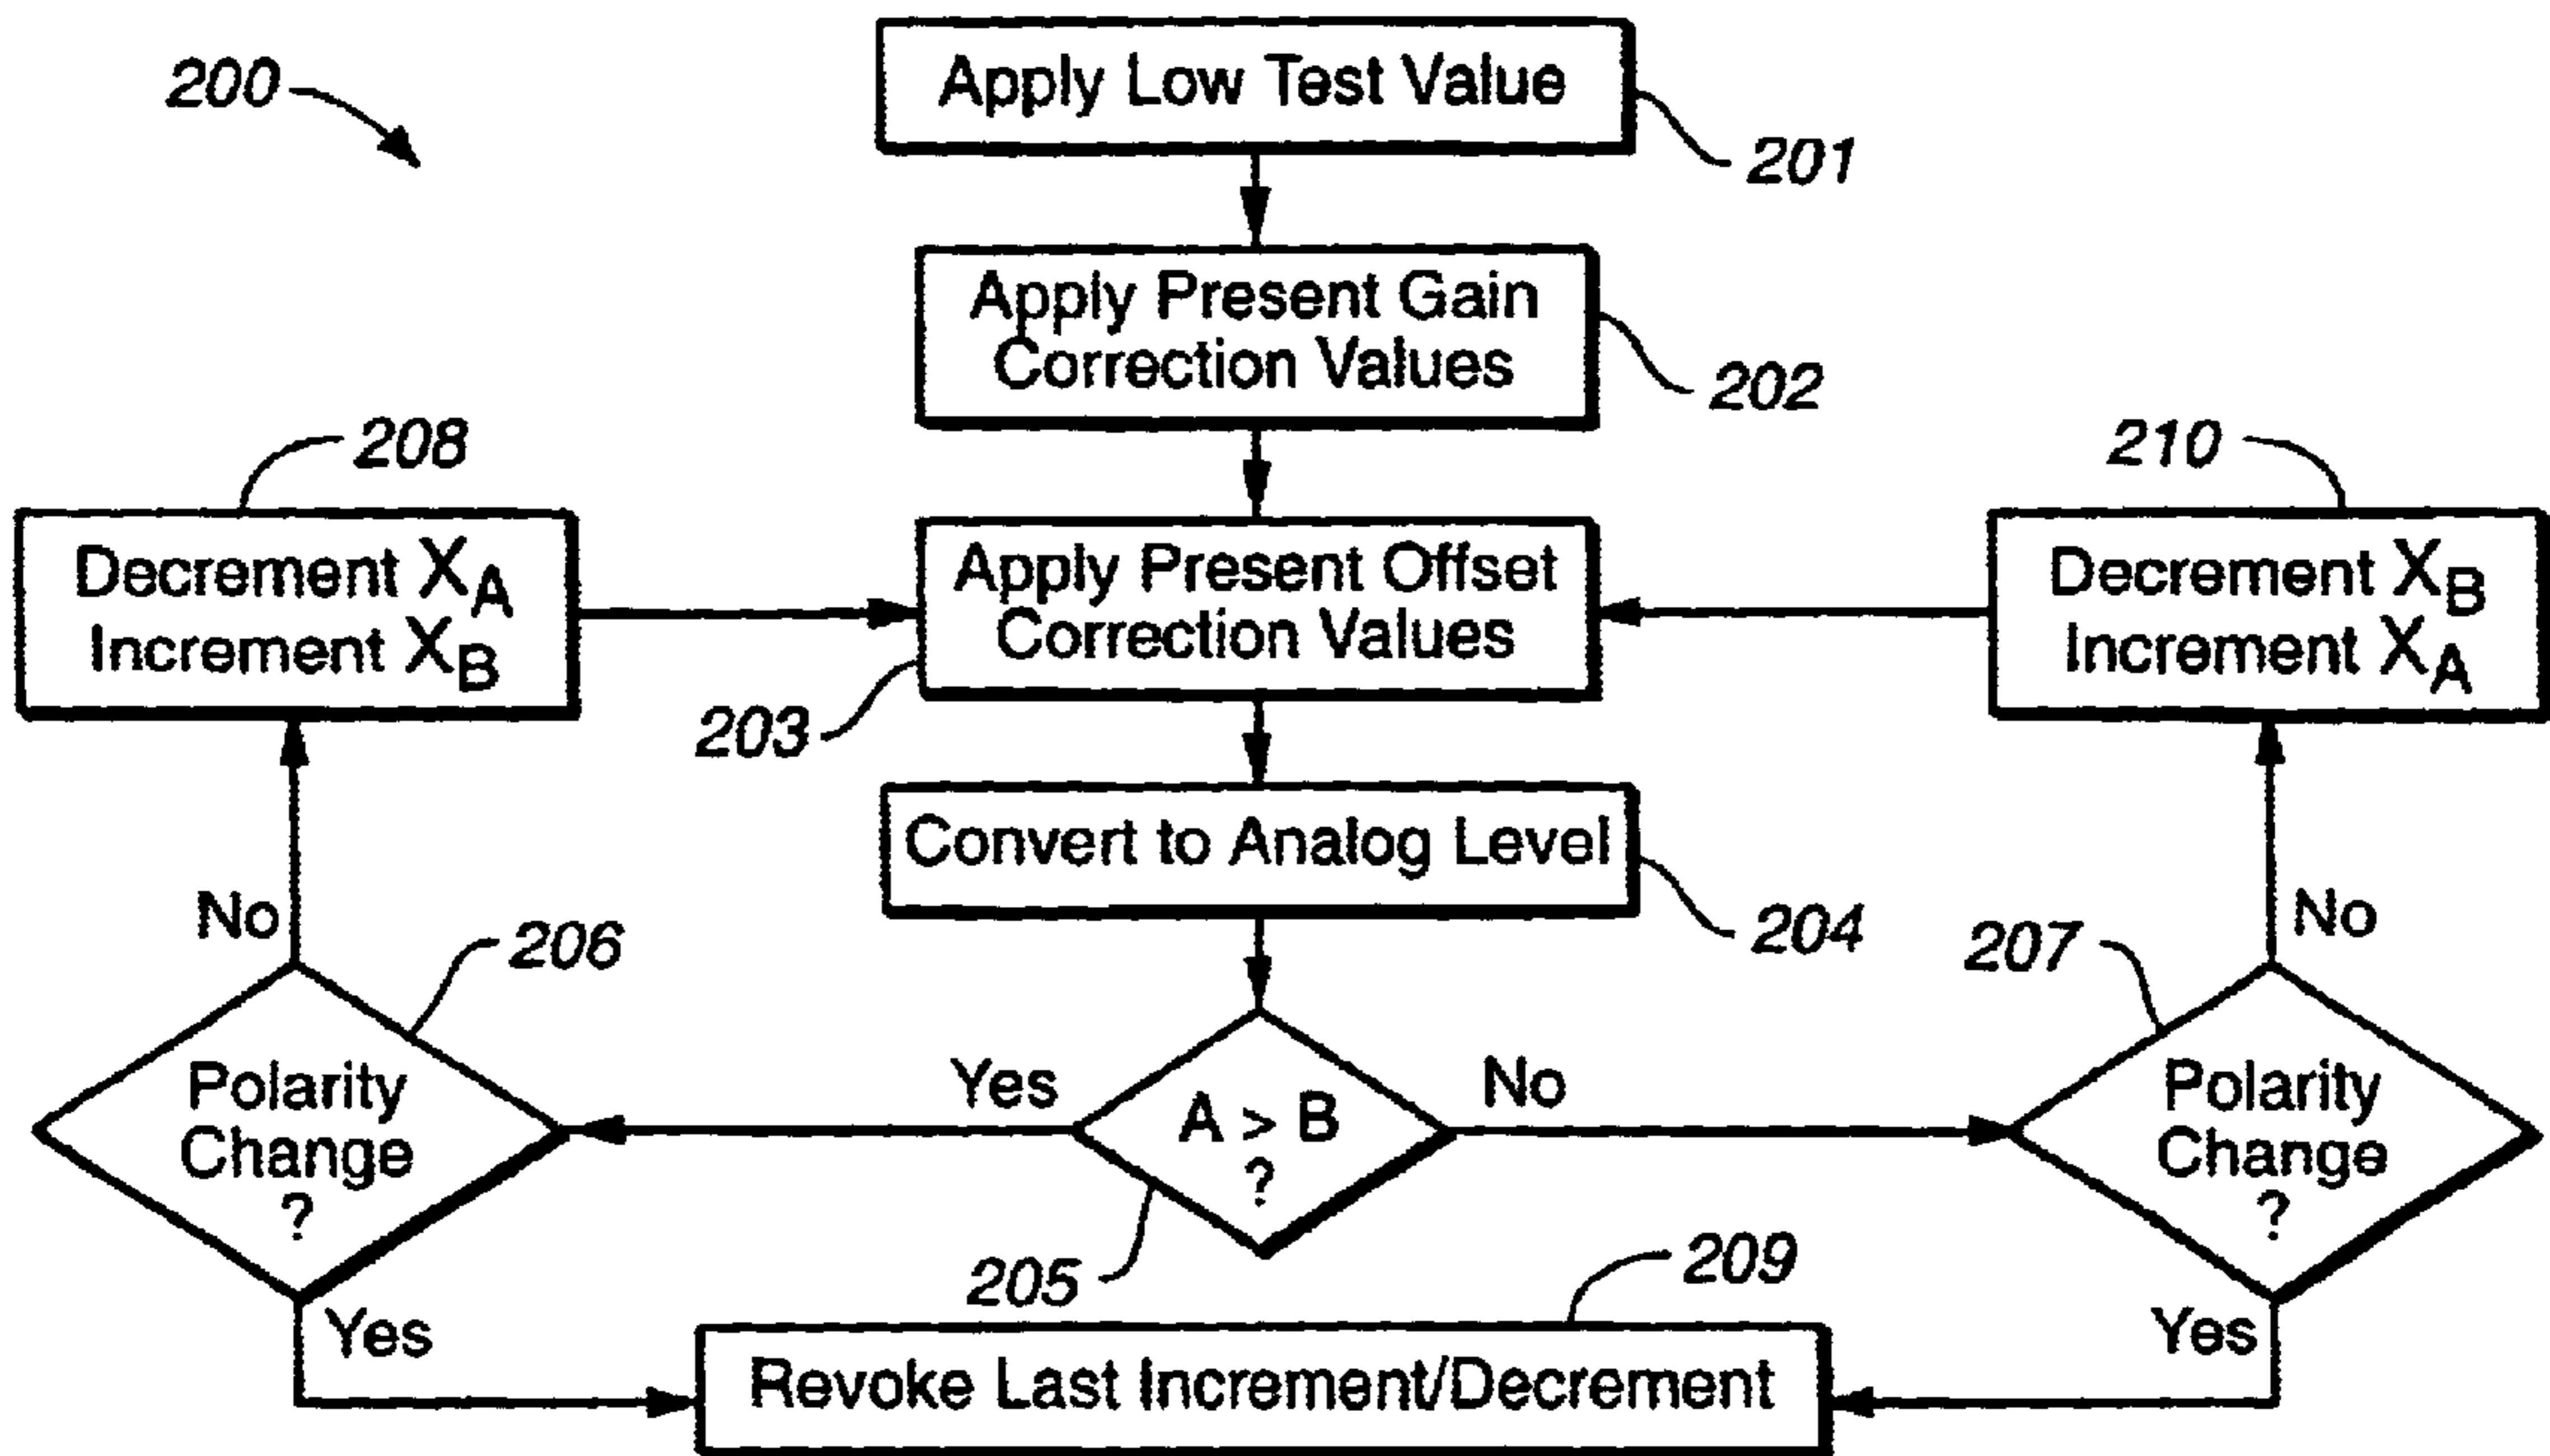 200
Apply Low Test Value
201
Apply Present Gain
Correction Values
202
208
210
Decrement XA
Increment XB
Apply Present Offset
Correction Values
203
Decrement XB
Increment XA
Convert to Analog Level
204
No
206
207
No
Polarity
Change
?
Yes
A > B
?
No
Polarity
Change
?
205
209
Yes
Yes
Revoke Last Increment/Decrement